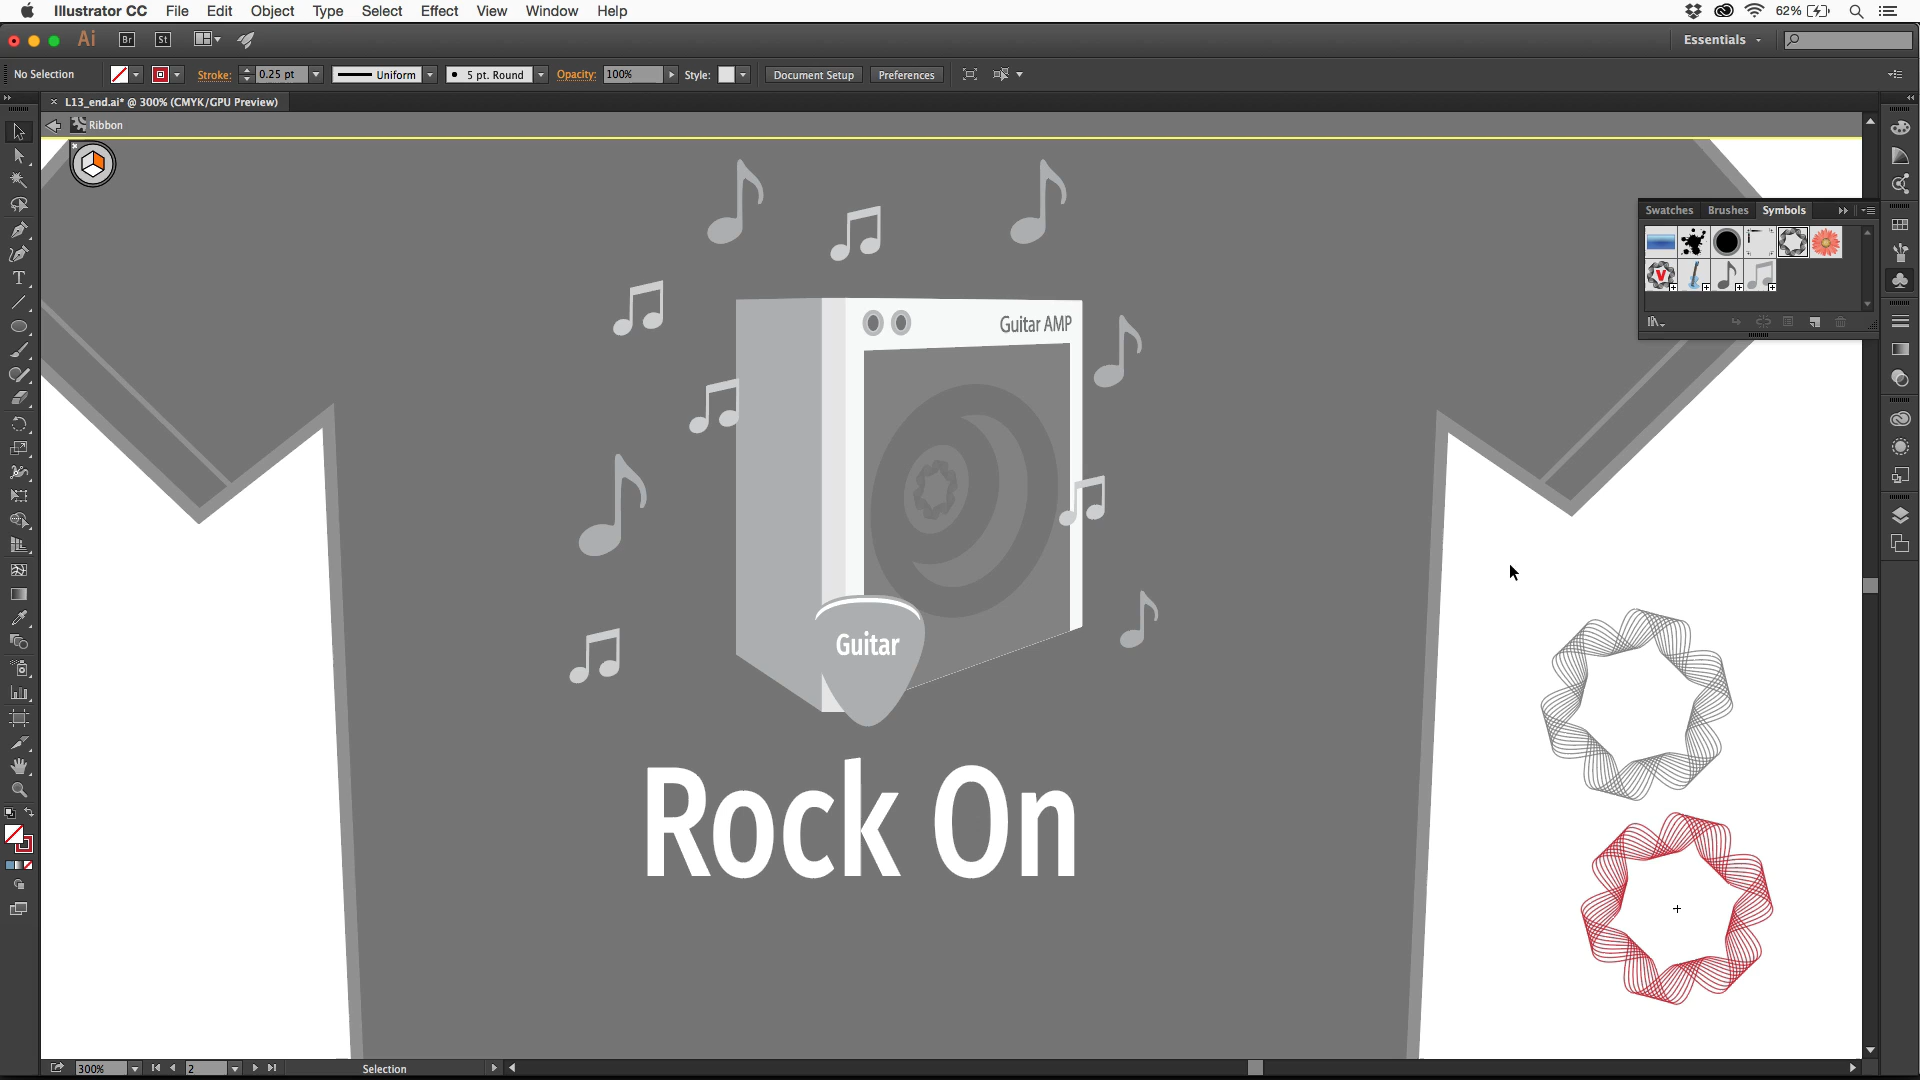 Illustrator CC File Edit Object Type Select Effect View Window Help 62%
Ai Br St Essentials
No Selection Stroke: 0.25 pt Uniform 5 pt. Round Opacity: 100% Style: Document Setup Preferences
× L13_end.ai* @ 300% (CMYK/GPU Preview)
Ribbon
Swatches Brushes Symbols
V
Guitar AMP
Guitar
Rock On
300% 2 Selection